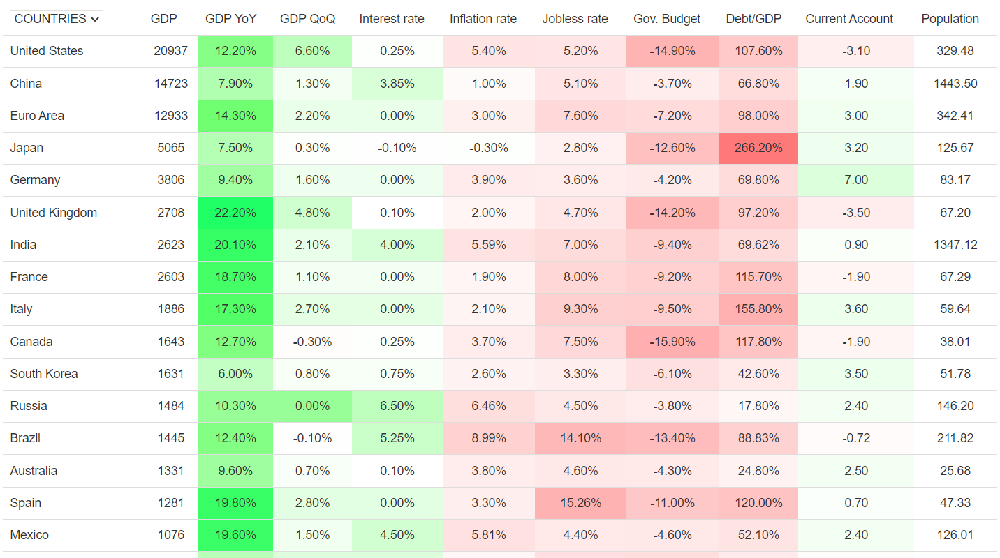 COUNTRIES GDP GDP YoY GDP QoQ Interest rate Inflation rate Jobless rate Gov. Budget Debt/GDP Current Account Population
United States 20937 12.20% 6.60% 0.25% 5.40% 5.20% -14.90% 107.60% -3.10 329.48
China 14723 7.90% 1.30% 3.85% 1.00% 5.10% -3.70% 66.80% 1.90 1443.50
Euro Area 12933 14.30% 2.20% 0.00% 3.00% 7.60% -7.20% 98.00% 3.00 342.41
Japan 5065 7.50% 0.30% -0.10% -0.30% 2.80% -12.60% 266.20% 3.20 125.67
Germany 3806 9.40% 1.60% 0.00% 3.90% 3.60% -4.20% 69.80% 7.00 83.17
United Kingdom 2708 22.20% 4.80% 0.10% 2.00% 4.70% -14.20% 97.20% -3.50 67.20
India 2623 20.10% 2.10% 4.00% 5.59% 7.00% -9.40% 69.62% 0.90 1347.12
France 2603 18.70% 1.10% 0.00% 1.90% 8.00% -9.20% 115.70% -1.90 67.29
Italy 1886 17.30% 2.70% 0.00% 2.10% 9.30% -9.50% 155.80% 3.60 59.64
Canada 1643 12.70% -0.30% 0.25% 3.70% 7.50% -15.90% 117.80% -1.90 38.01
South Korea 1631 6.00% 0.80% 0.75% 2.60% 3.30% -6.10% 42.60% 3.50 51.78
Russia 1484 10.30% 0.00% 6.50% 6.46% 4.50% -3.80% 17.80% 2.40 146.20
Brazil 1445 12.40% -0.10% 5.25% 8.99% 14.10% -13.40% 88.83% -0.72 211.82
Australia 1331 9.60% 0.70% 0.10% 3.80% 4.60% -4.30% 24.80% 2.50 25.68
Spain 1281 19.80% 2.80% 0.00% 3.30% 15.26% -11.00% 120.00% 0.70 47.33
Mexico 1076 19.60% 1.50% 4.50% 5.81% 4.40% -4.60% 52.10% 2.40 126.01